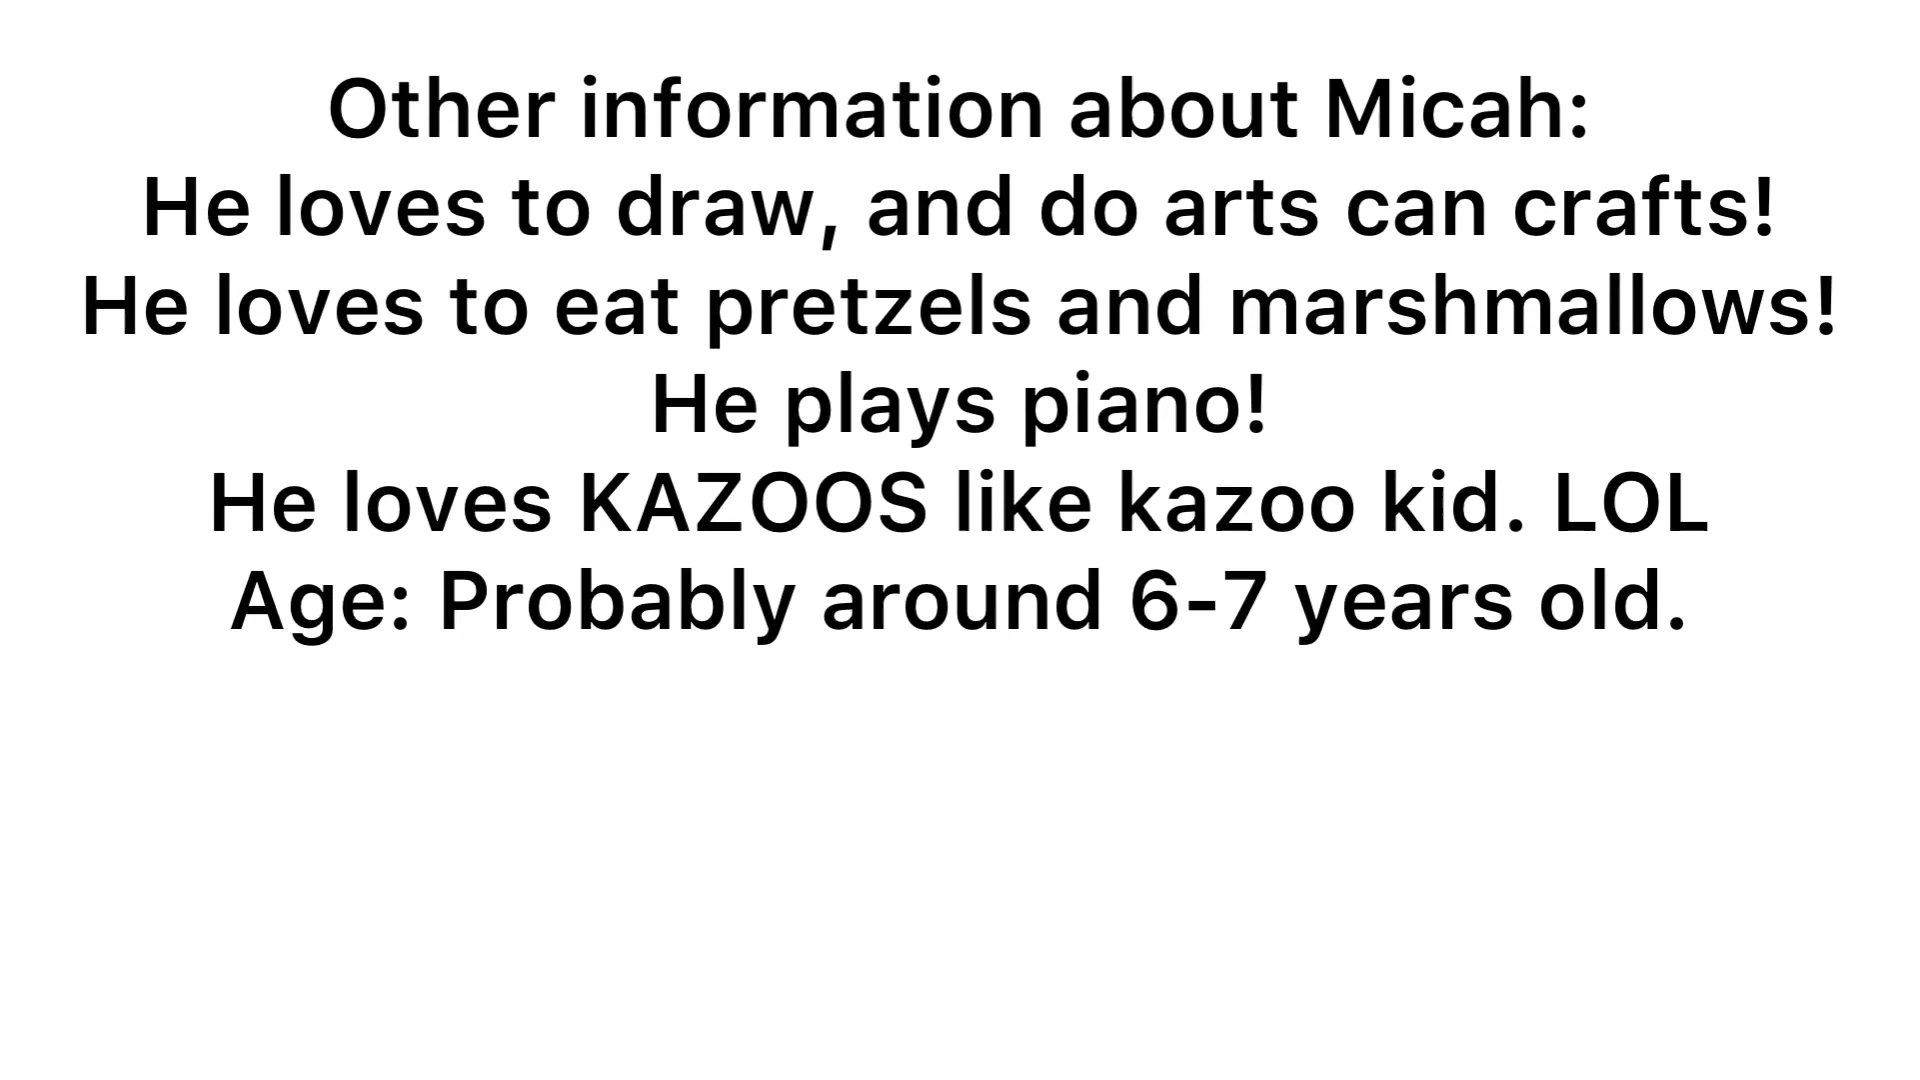 Other information about Micah:
He loves to draw, and do arts can crafts!
He loves to eat pretzels and marshmallows!
He plays piano!
He loves KAZOOS like kazoo kid. LOL
Age: Probably around 6-7 years old.